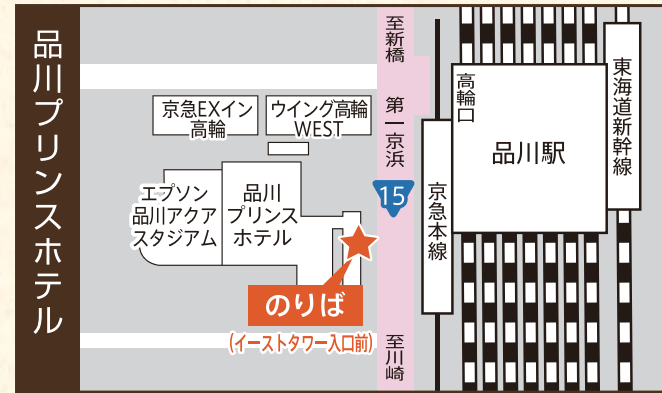 品川プリンスホテル
至新橋
第一京浜
15
至川崎
京急EXイン
高輪
ウイング高輪
WEST
エプソン
品川アクア
スタジアム
品川
プリンス
ホテル
のりば
(イーストタワー入口前)
高輪口
品川駅
京急本線
東海道新幹線